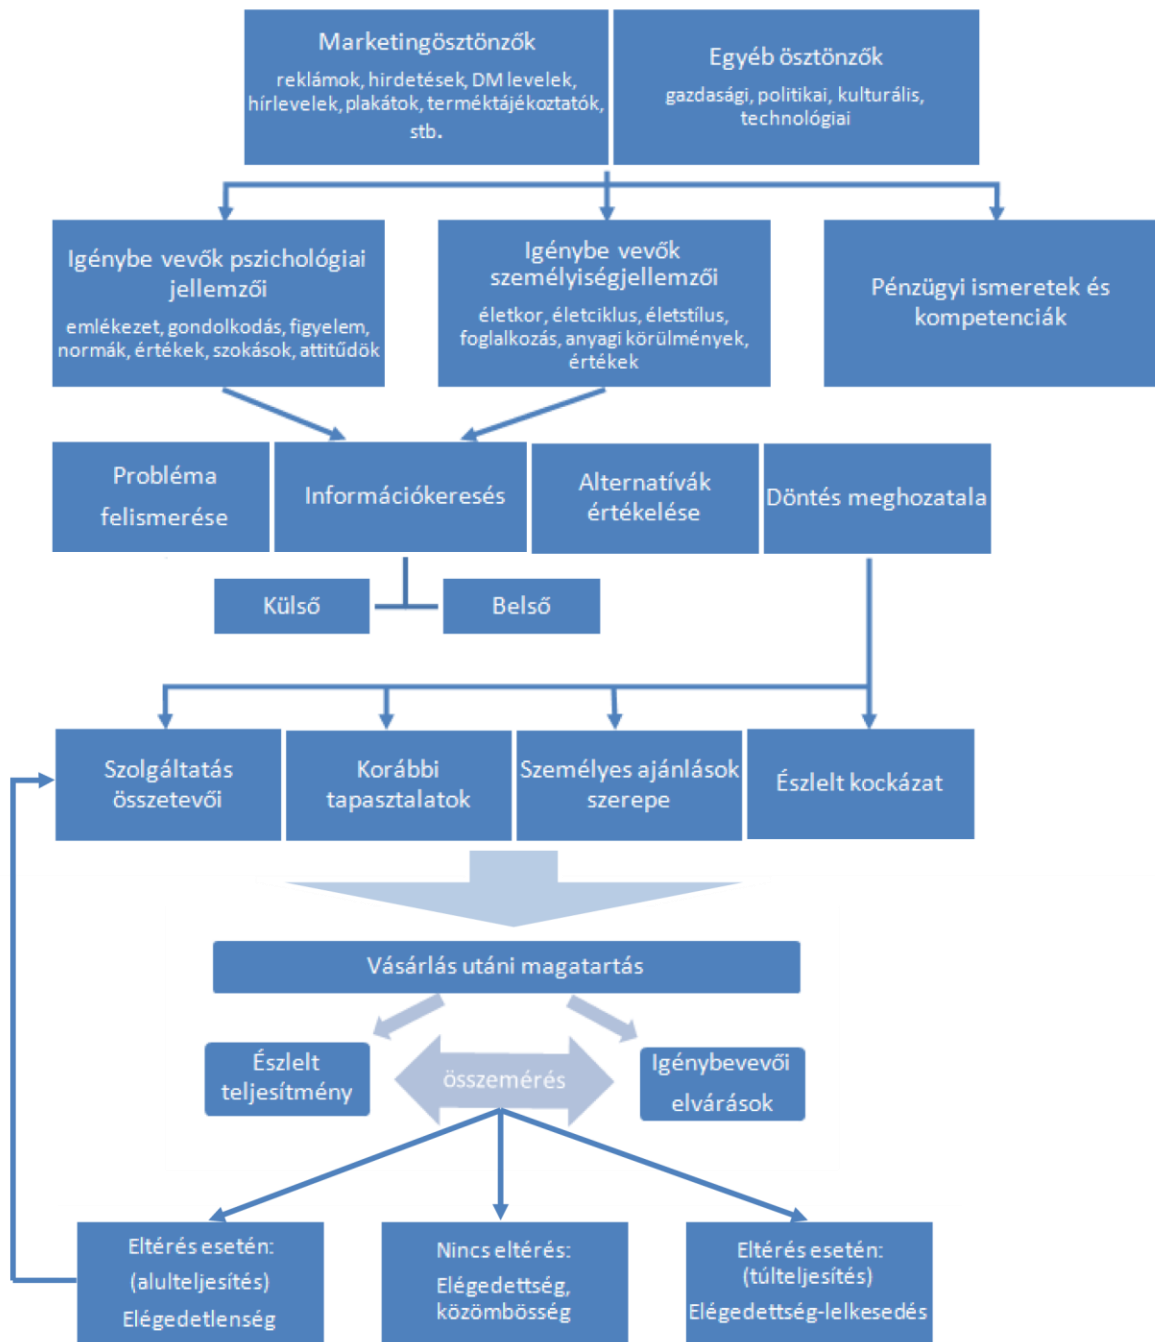 Marketingösztönzők
reklámok, hirdetések, DM levelek,
hírlevelek, plakátok, terméktájékoztatók,
stb.
Egyéb ösztönzők
gazdasági, politikai, kulturális,
technológiai
Igénybe vevők pszichológiai
jellemzői
emlékezet, gondolkodás, figyelem,
normák, értékek, szokások, attitűdök
Igénybe vevők
személyiségjellemzői
életkor, életciklus, életstílus,
foglalkozás, anyagi körülmények,
értékek
Pénzügyi ismeretek és
kompetenciák
Probléma
felismerése
Információkeresés
Alternatívák
értékelése
Döntés meghozatala
Külső
Belső
Szolgáltatás
összetevői
Korábbi
tapasztalatok
Személyes ajánlások
szerepe
Észlelt kockázat
Vásárlás utáni magatartás
Észlelt
teljesítmény
összemérés
Igénybevevői
elvárások
Eltérés esetén:
(alulteljesítés)
Elégedetlenség
Nincs eltérés:
Elégedettség,
közömbösség
Eltérés esetén:
(túlteljesítés)
Elégedettség-lelkesedés